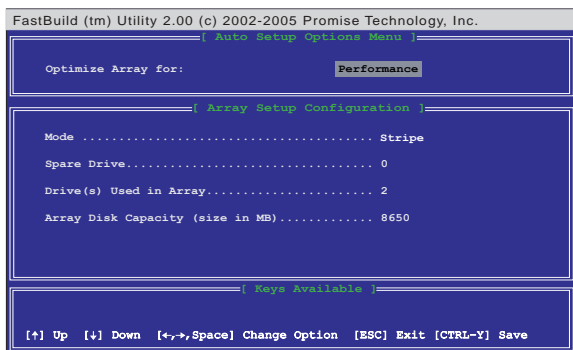 FastBuild (tm) Utility 2.00 (c) 2002-2005 Promise Technology, Inc.
[ Auto Setup Options Menu ]
Optimize Array for: Performance
[ Array Setup Configuration ]
Mode ........................................ Stripe
Spare Drive.................................. 0
Drive(s) Used in Array....................... 2
Array Disk Capacity (size in MB)............. 8650
[ Keys Available ]
[↑] Up [↓] Down [←,→,Space] Change Option [ESC] Exit [CTRL-Y] Save